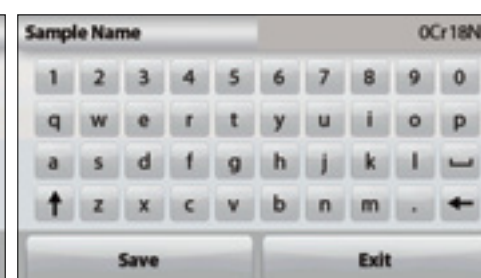 Sample Name 0Cr18N
1 2 3 4 5 6 7 8 9 0
q w e r t y u i o p
a s d f g h j k l
z x c v b n m .
Save Exit